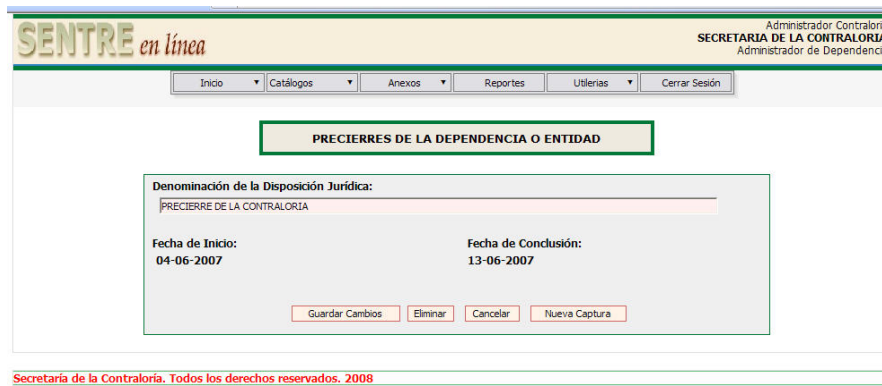 SENTRE en línea
Administrador Contralori
SECRETARIA DE LA CONTRALORIA
Administrador de Dependenci
Inicio Catálogos Anexos Reportes Utilerias Cerrar Sesión
PRECIERRES DE LA DEPENDENCIA O ENTIDAD
Denominación de la Disposición Jurídica:
PRECIERRE DE LA CONTRALORIA
Fecha de Inicio: Fecha de Conclusión:
04-06-2007 13-06-2007
Guardar Cambios Eliminar Cancelar Nueva Captura
Secretaría de la Contraloría. Todos los derechos reservados. 2008